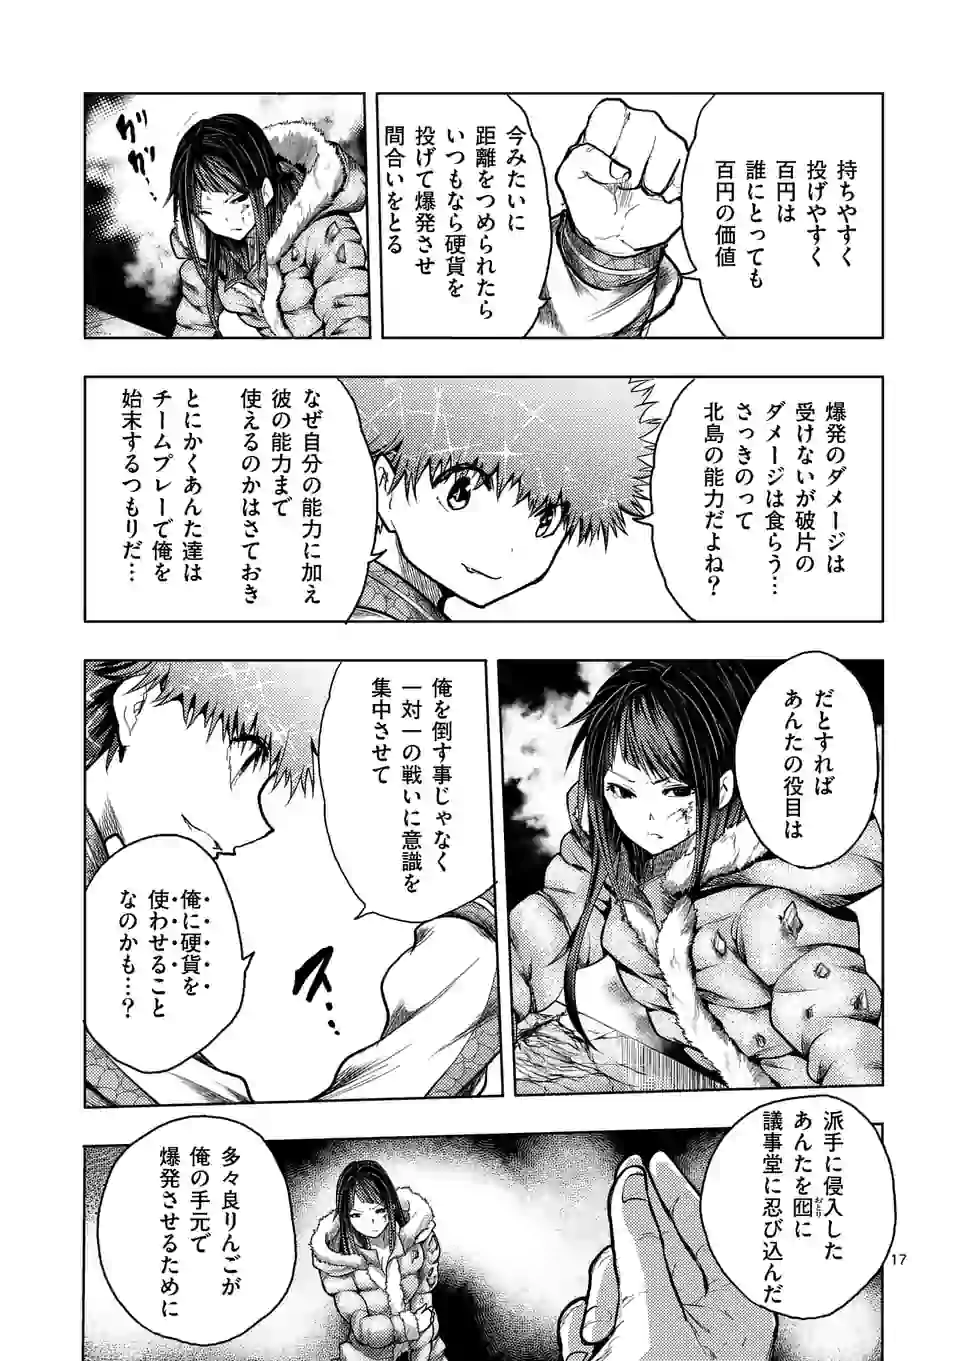 持ちやすく
投げやすく
百円は
誰にとっても
百円の価値
今みたいに
距離をつめられたら
いつもなら硬貨を
投げて爆発させ
間合いをとる
グッ
グッ
爆発のダメージは
受けないが破片の
ダメージは食らう…
さっきのって
北島の能力だよね？
なぜ自分の能力に加え
彼の能力まで
使えるのかはさておき
とにかくあんた達は
チームプレーで俺を
始末するつもりだ…
だとすれば
あんたの役目は
俺を倒す事じゃなく
一対一の戦いに意識を
集中させて
俺に硬貨を
使わせること
なのかも…？
派手に侵入した
あんたを囮に
おとり
議事堂に忍び込んだ
多々良りんごが
俺の手元で
爆発させるために
17